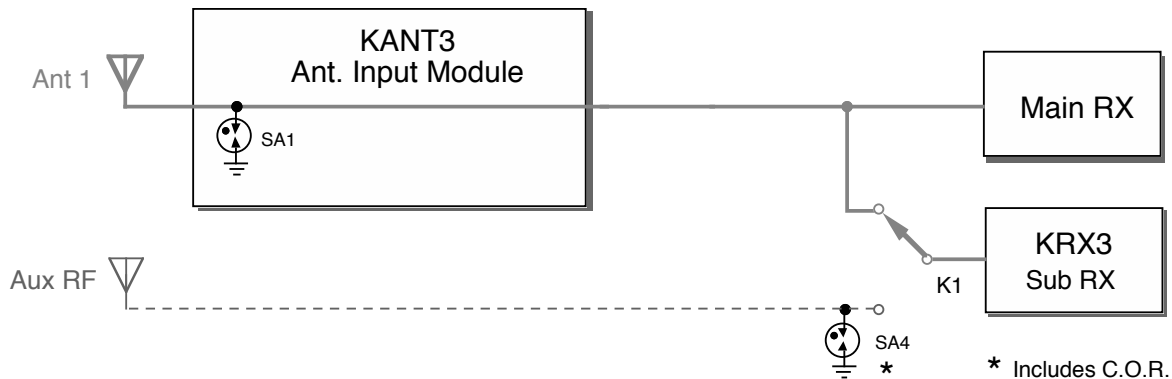 KANT3
Ant. Input Module
Ant 1
SA1
Main RX
KRX3
Sub RX
K1
Aux RF
SA4
*
* Includes C.O.R.